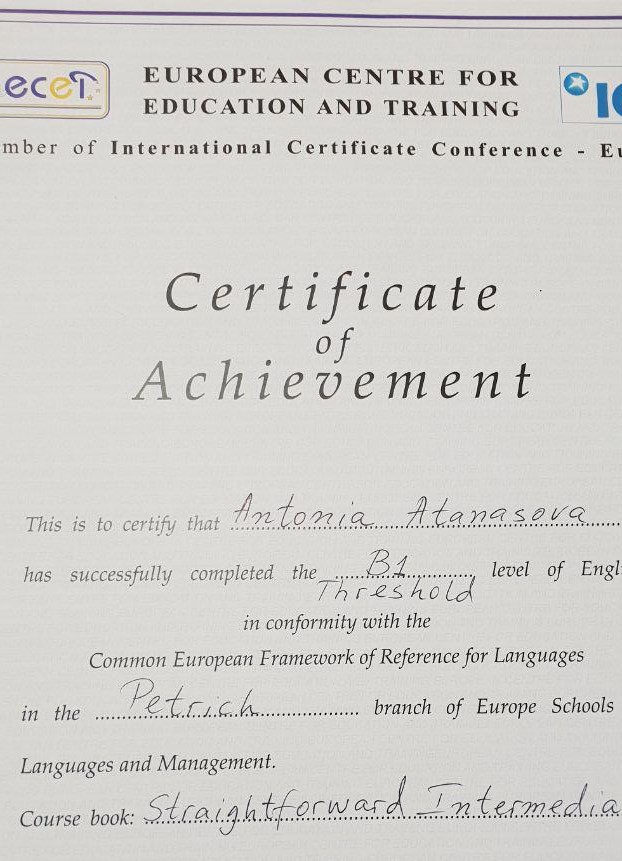 ecet
EUROPEAN CENTRE FOR
EDUCATION AND TRAINING
mber of International Certificate Conference - Eu
Certificate
of
Achievement
This is to certify that Antonia Atanasova
has successfully completed the B1 level of Engl
Threshold
in conformity with the
Common European Framework of Reference for Languages
in the Petrich branch of Europe Schools
Languages and Management.
Course book: Straightforward Intermedia